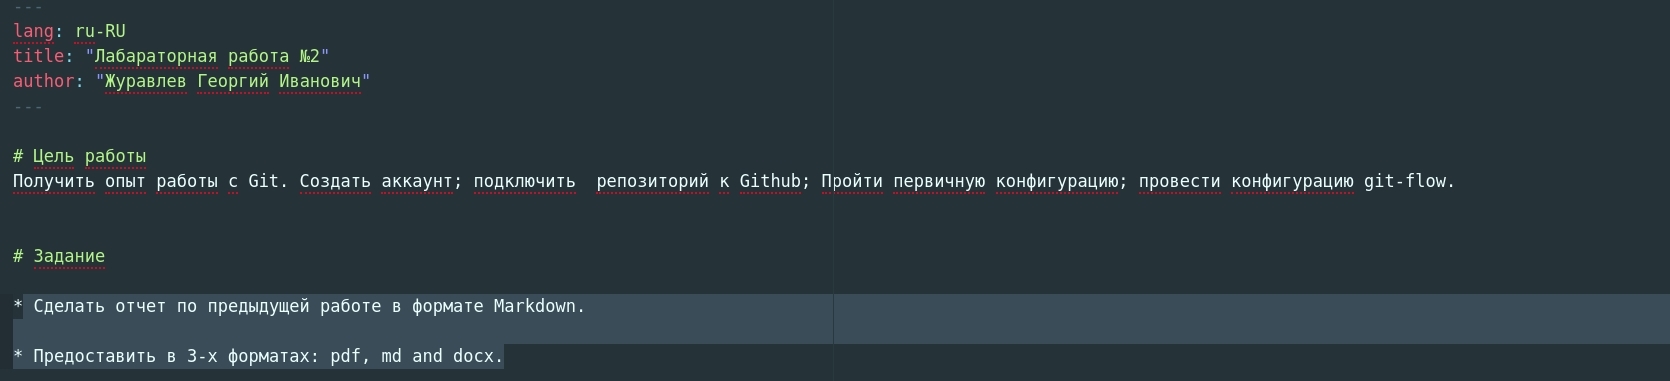 ---
lang: ru-RU
title: "Лабараторная работа №2"
author: "Журавлев Георгий Иванович"
---
# Цель работы
Получить опыт работы с Git. Создать аккаунт; подключить  репозиторий к Github; Пройти первичную конфигурацию; провести конфигурацию git-flow.
# Задание
* Сделать отчет по предыдущей работе в формате Markdown.
* Предоставить в 3-х форматах: pdf, md and docx.